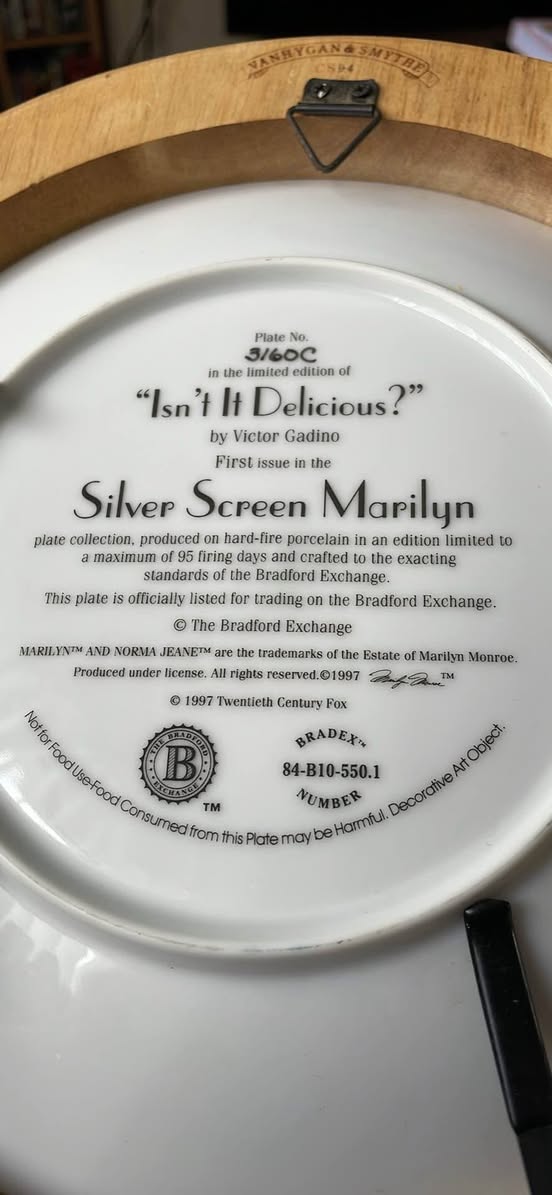 VANHYGAN & SMYTHE
CS94
Plate No.
3160C
in the limited edition of
“Isn’t It Delicious?”
by Victor Gadino
First issue in the
Silver Screen Marilyn
plate collection, produced on hard-fire porcelain in an edition limited to
a maximum of 95 firing days and crafted to the exacting
standards of the Bradford Exchange.
This plate is officially listed for trading on the Bradford Exchange.
© The Bradford Exchange
MARILYN™ AND NORMA JEANE™ are the trademarks of the Estate of Marilyn Monroe.
Produced under license. All rights reserved.©1997 Marilyn Monroe ™
© 1997 Twentieth Century Fox
THE BRADFORD
B
EXCHANGE
TM
BRADEX™
84-B10-550.1
NUMBER
Not for Food Use-Food Consumed from this Plate may be Harmful. Decorative Art Object.